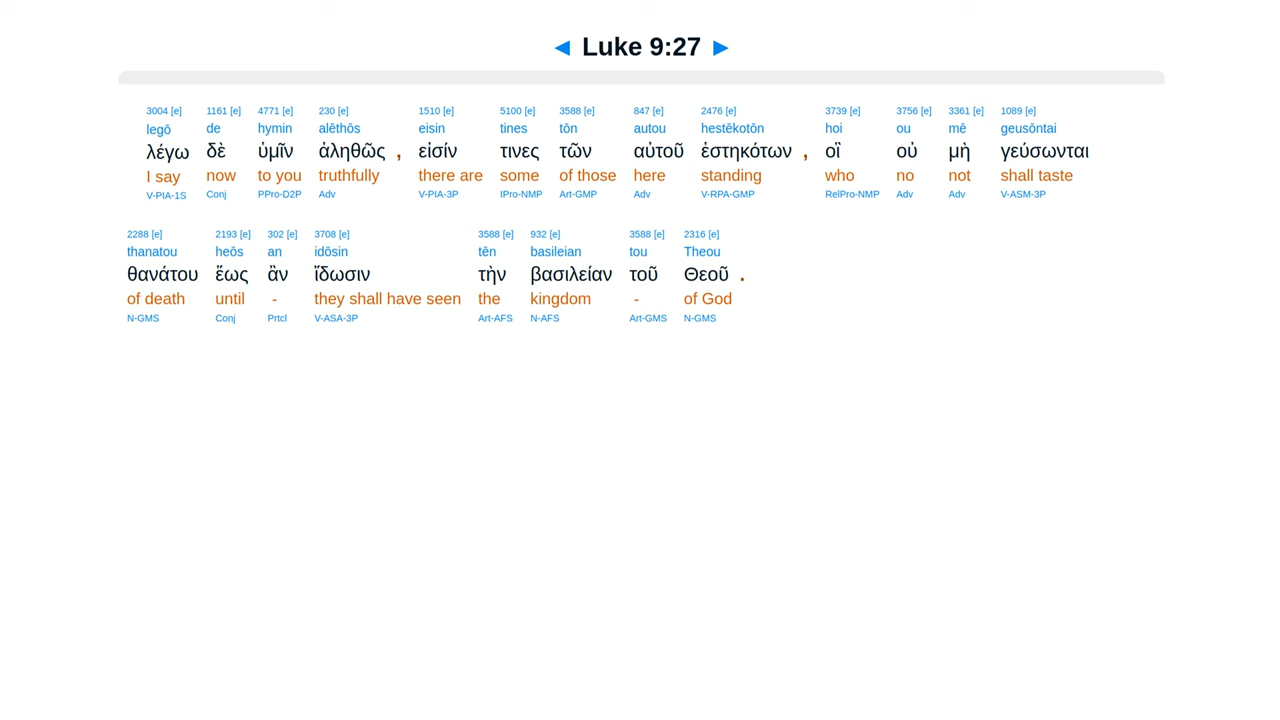 ◄ Luke 9:27 ►
3004 [e] 1161 [e] 4771 [e] 230 [e] 1510 [e] 5100 [e] 3588 [e] 847 [e] 2476 [e] 3739 [e] 3756 [e] 3361 [e] 1089 [e]
legō de hymin alēthōs eisin tines tōn autou hestēkotōn hoi ou mē geusōntai
λέγω δὲ ὑμῖν ἀληθῶς , εἰσίν τινες τῶν αὐτοῦ ἑστηκότων , οἳ οὐ μὴ γεύσωνται
I say now to you truthfully there are some of those here standing who no not shall taste
V-PIA-1S Conj PPro-D2P Adv V-PIA-3P IPro-NMP Art-GMP Adv V-RPA-GMP RelPro-NMP Adv Adv V-ASM-3P
2288 [e] 2193 [e] 302 [e] 3708 [e] 3588 [e] 932 [e] 3588 [e] 2316 [e]
thanatou heōs an idōsin tēn basileian tou Theou
θανάτου ἕως ἂν ἴδωσιν τὴν βασιλείαν τοῦ Θεοῦ .
of death until - they shall have seen the kingdom - of God
N-GMS Conj Prtcl V-ASA-3P Art-AFS N-AFS Art-GMS N-GMS